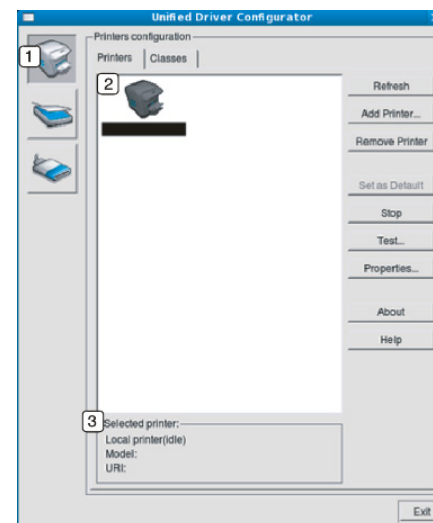 Unified Driver Configurator
Printers configuration
1
Printers
Classes
2
Refresh
Add Printer...
Remove Printer
Set as Default
Stop
Test...
Properties...
About
Help
3
Selected printer:
Local printer(idle)
Model:
URI:
Exit